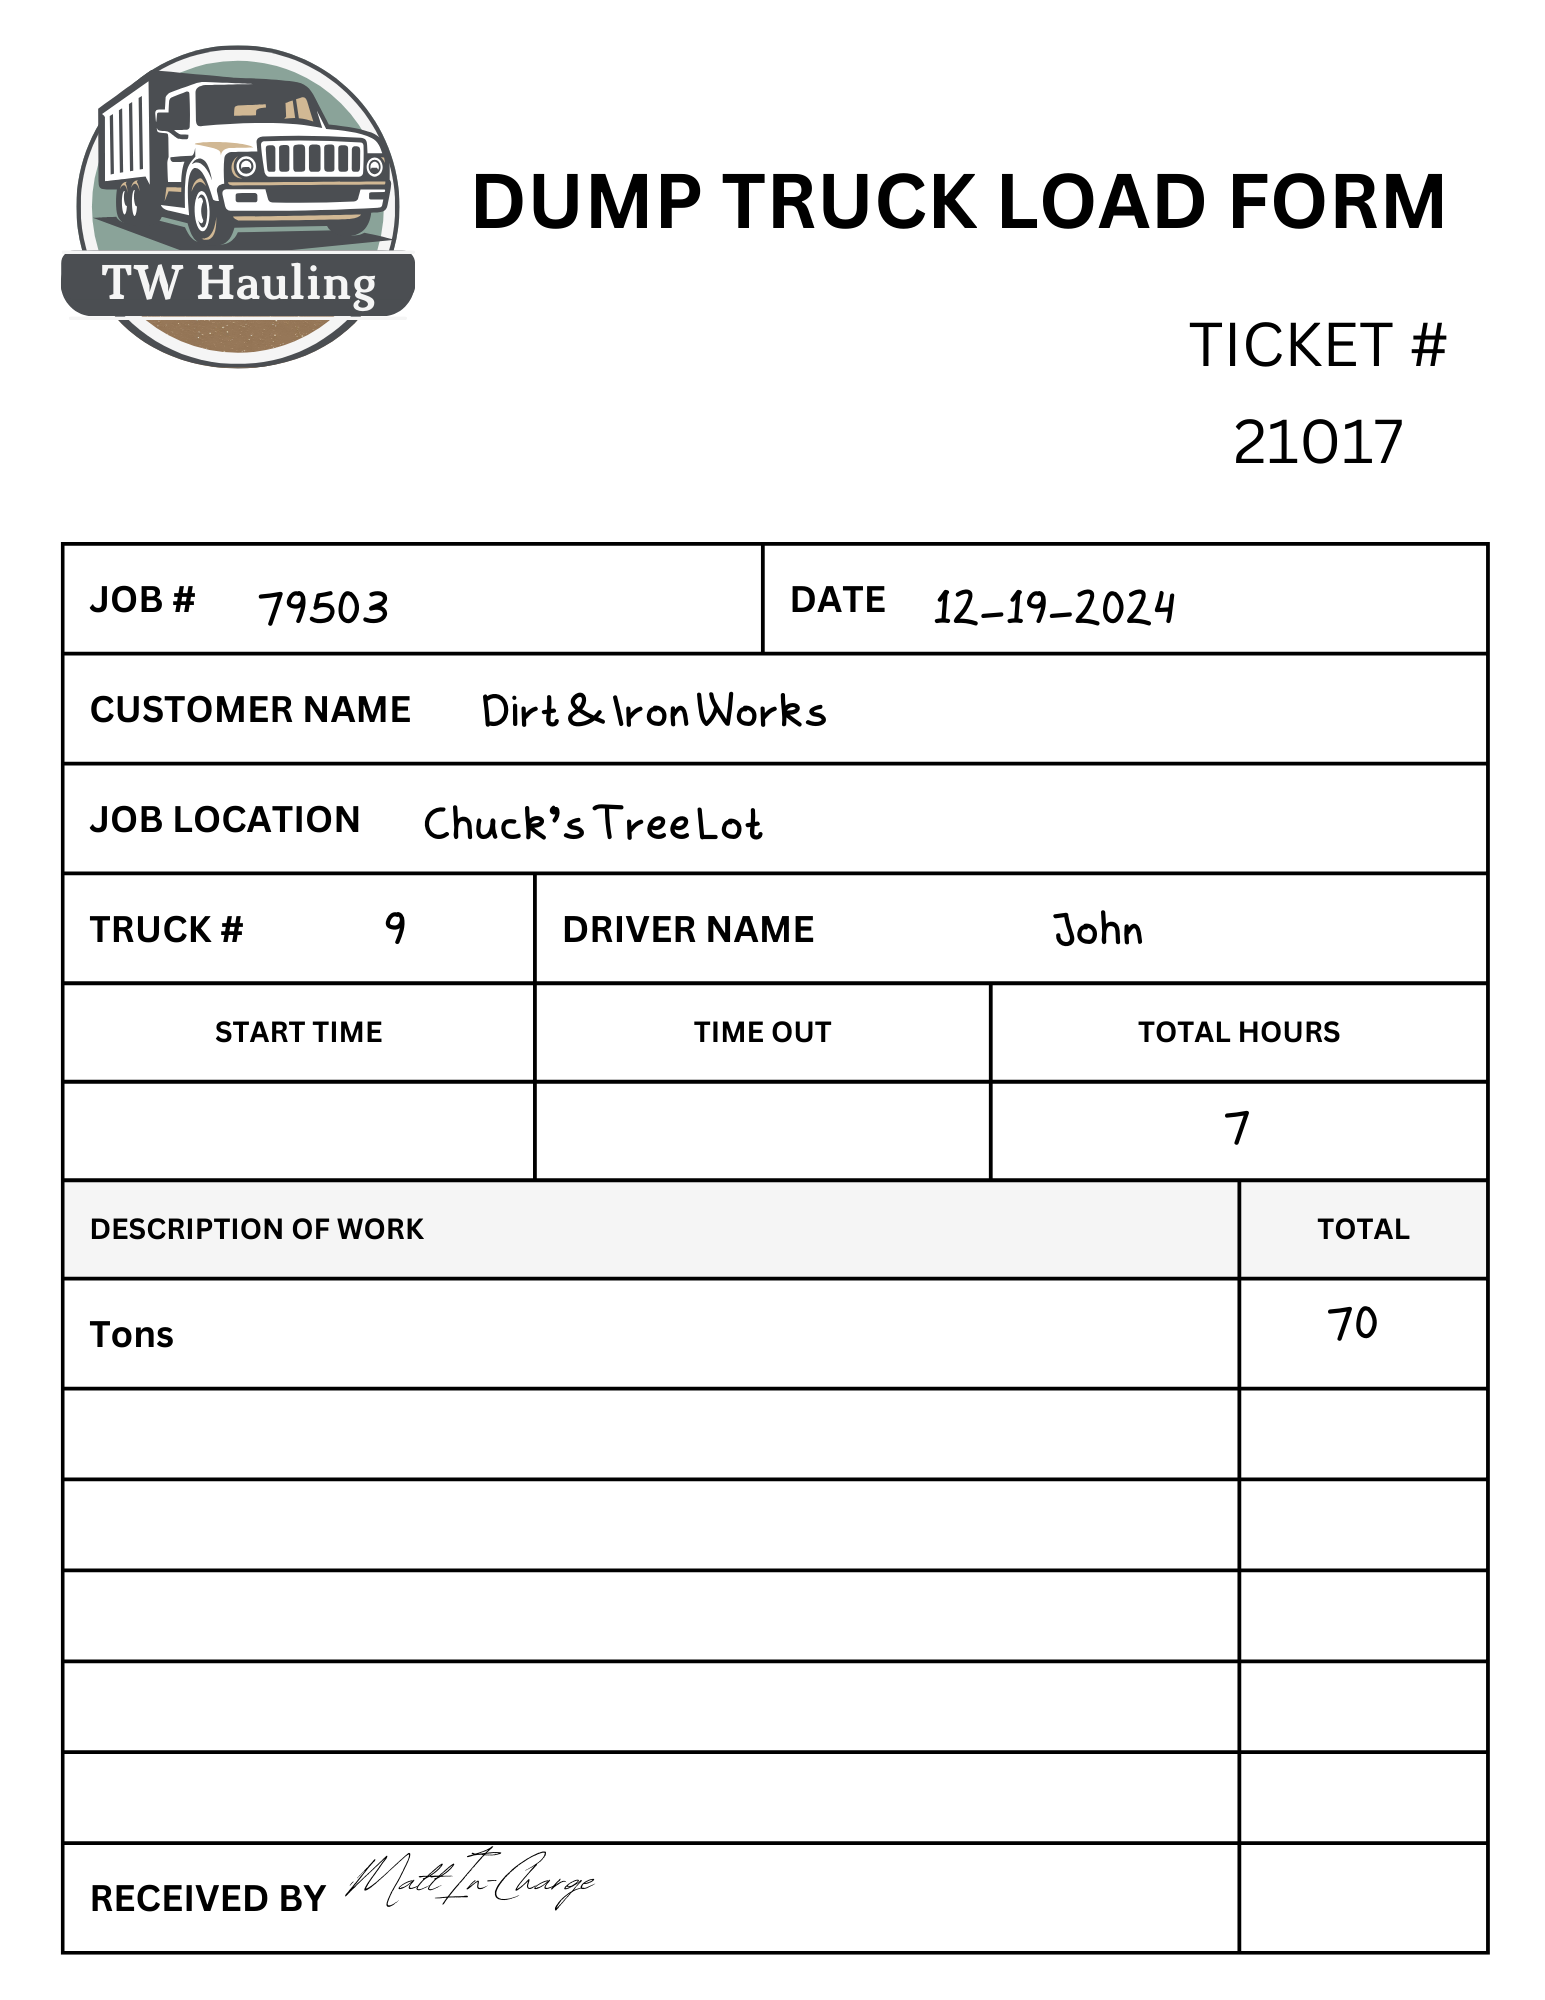 TW Hauling
DUMP TRUCK LOAD FORM
TICKET #
21017
JOB # 79503 DATE 12-19-2024
CUSTOMER NAME Dirt & Iron Works
JOB LOCATION Chuck's Tree Lot
TRUCK # 9 DRIVER NAME John
START TIME TIME OUT TOTAL HOURS
7
DESCRIPTION OF WORK TOTAL
Tons 70
RECEIVED BY Matt In-Charge